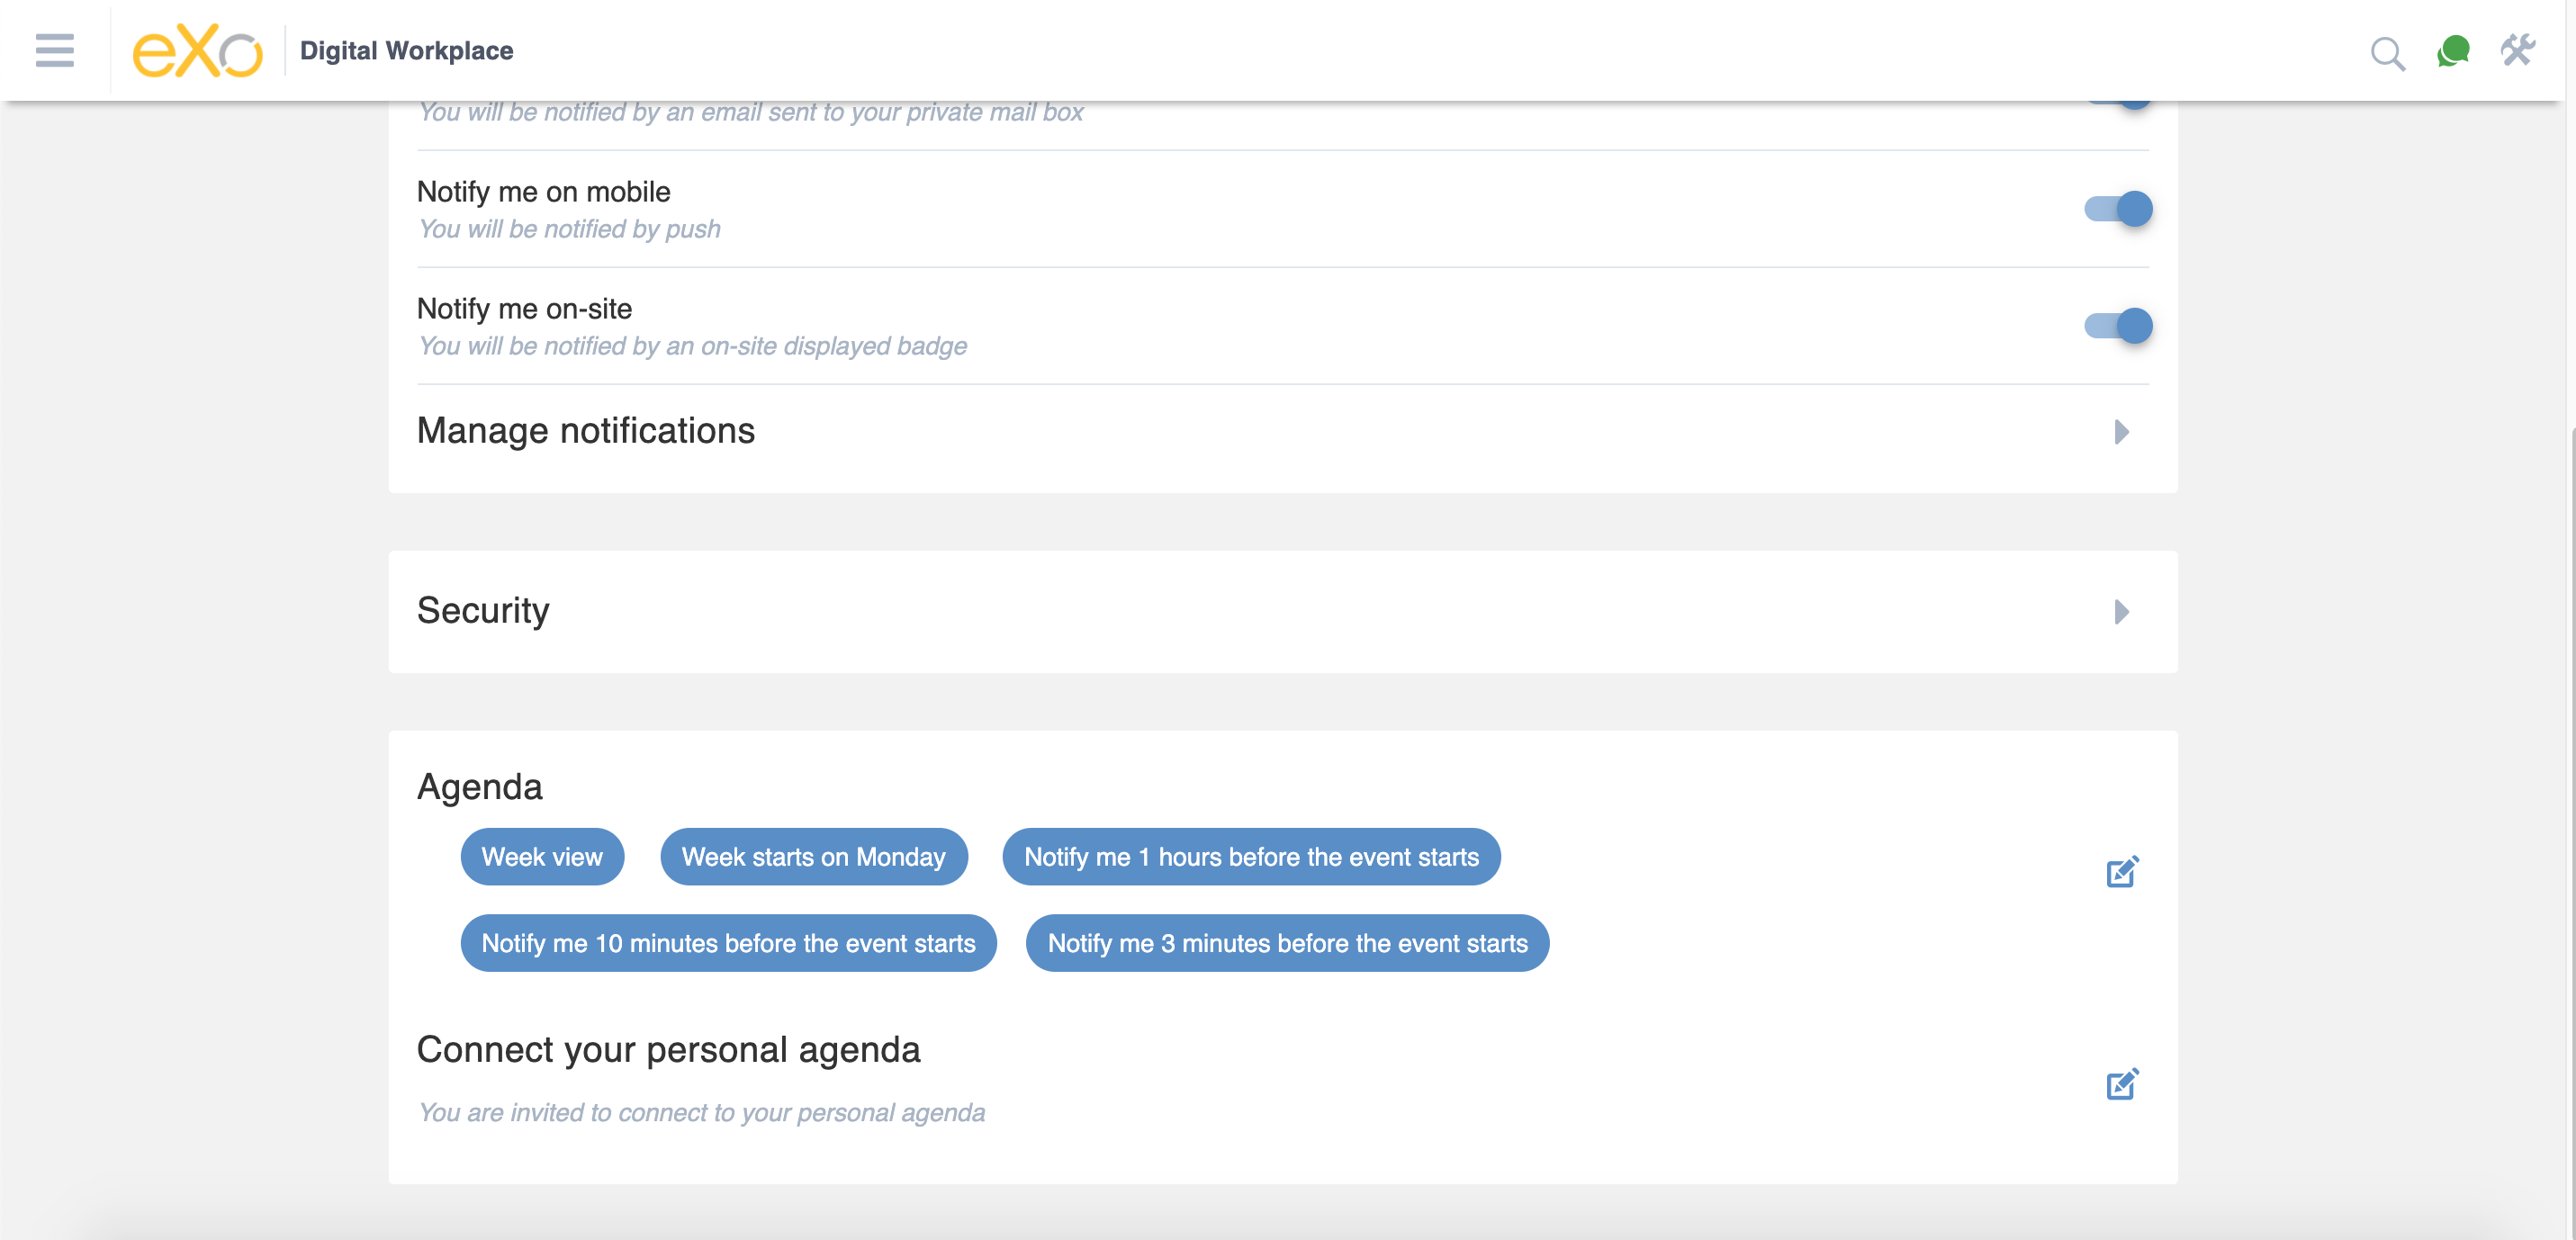 eXo Digital Workplace
You will be notified by an email sent to your private mail box
Notify me on mobile
You will be notified by push
Notify me on-site
You will be notified by an on-site displayed badge
Manage notifications
Security
Agenda
Week view Week starts on Monday Notify me 1 hours before the event starts
Notify me 10 minutes before the event starts Notify me 3 minutes before the event starts
Connect your personal agenda
You are invited to connect to your personal agenda